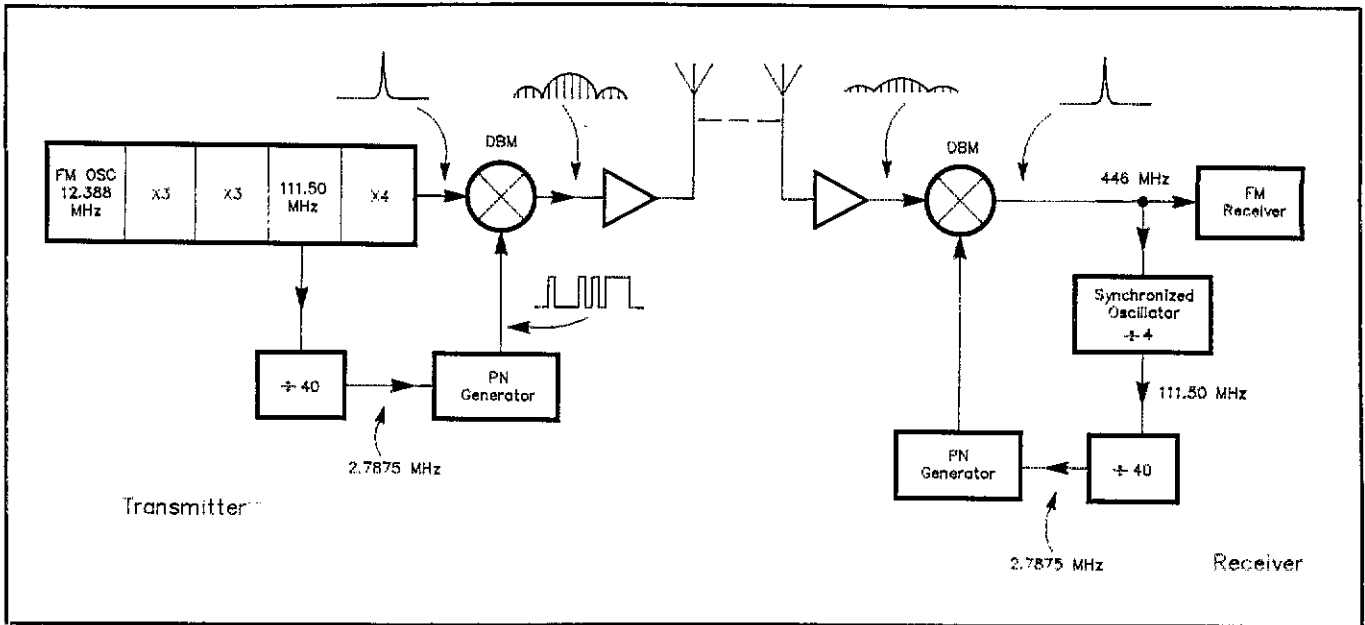 DBM
DBM
FM OSC
12.388
MHz
X3
X3
111.50
MHz
X4
446 MHz
FM
Receiver
Synchronized
Oscillator
÷ 4
÷ 40
PN
Generator
111.50 MHz
PN
Generator
÷ 40
2.7875 MHz
Transmitter
2.7875 MHz
Receiver